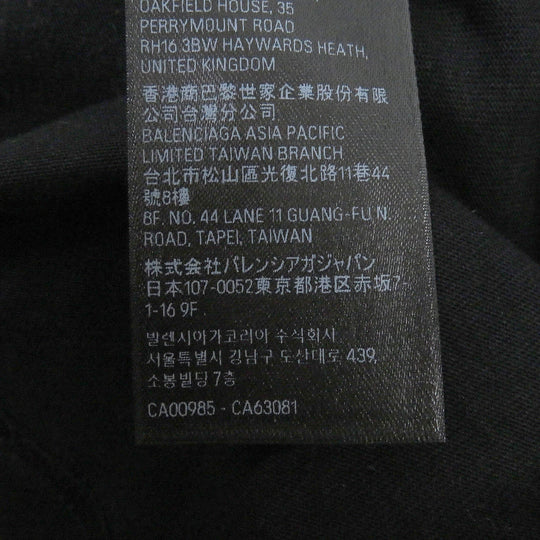 OAKFIELD HOUSE, 35
PERRYMOUNT ROAD
RH16 3BW HAYWARDS HEATH,
UNITED KINGDOM
香港商巴黎世家企業股份有限
公司台灣分公司
BALENCIAGA ASIA PACIFIC
LIMITED TAIWAN BRANCH
台北市松山區光復北路11巷44
號8樓
8F. NO. 44 LANE 11 GUANG-FU N.
ROAD, TAPEI, TAIWAN
株式会社バレンシアガジャパン
日本107-0052東京都港区赤坂7-
1-16 9F
발렌시아가코리아 주식회사
서울특별시 강남구 도산대로 439,
소봉빌딩 7층
CA00985 - CA63081